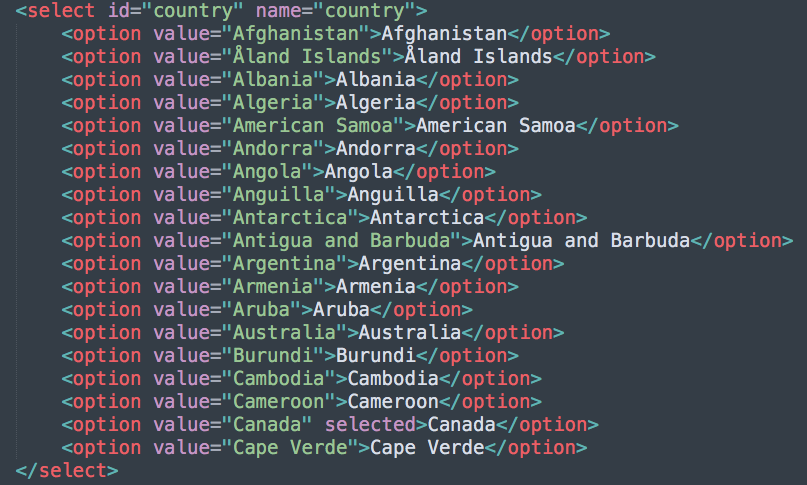 <select id="country" name="country">
    <option value="Afghanistan">Afghanistan</option>
    <option value="Åland Islands">Åland Islands</option>
    <option value="Albania">Albania</option>
    <option value="Algeria">Algeria</option>
    <option value="American Samoa">American Samoa</option>
    <option value="Andorra">Andorra</option>
    <option value="Angola">Angola</option>
    <option value="Anguilla">Anguilla</option>
    <option value="Antarctica">Antarctica</option>
    <option value="Antigua and Barbuda">Antigua and Barbuda</option>
    <option value="Argentina">Argentina</option>
    <option value="Armenia">Armenia</option>
    <option value="Aruba">Aruba</option>
    <option value="Australia">Australia</option>
    <option value="Burundi">Burundi</option>
    <option value="Cambodia">Cambodia</option>
    <option value="Cameroon">Cameroon</option>
    <option value="Canada" selected>Canada</option>
    <option value="Cape Verde">Cape Verde</option>
</select>